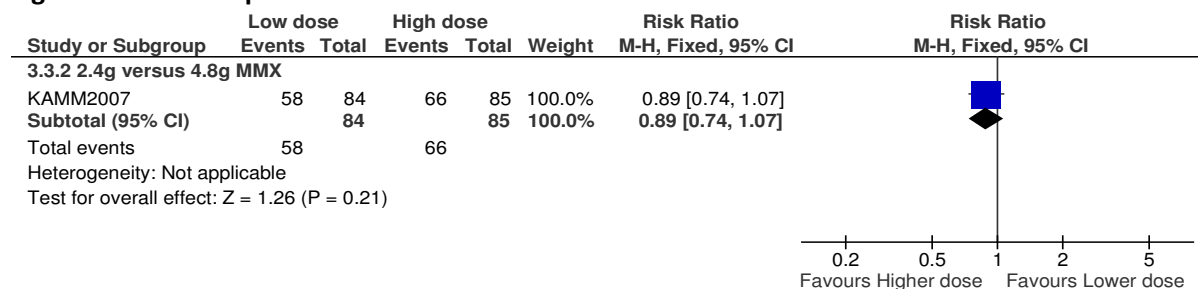 Low dose High dose Risk Ratio Risk Ratio
Study or Subgroup Events Total Events Total Weight M-H, Fixed, 95% CI M-H, Fixed, 95% CI
3.3.2 2.4g versus 4.8g MMX
KAMM2007 58 84 66 85 100.0% 0.89 [0.74, 1.07]
Subtotal (95% CI) 84 85 100.0% 0.89 [0.74, 1.07]
Total events 58 66
Heterogeneity: Not applicable
Test for overall effect: Z = 1.26 (P = 0.21)
0.2 0.5 1 2 5
Favours Higher dose Favours Lower dose